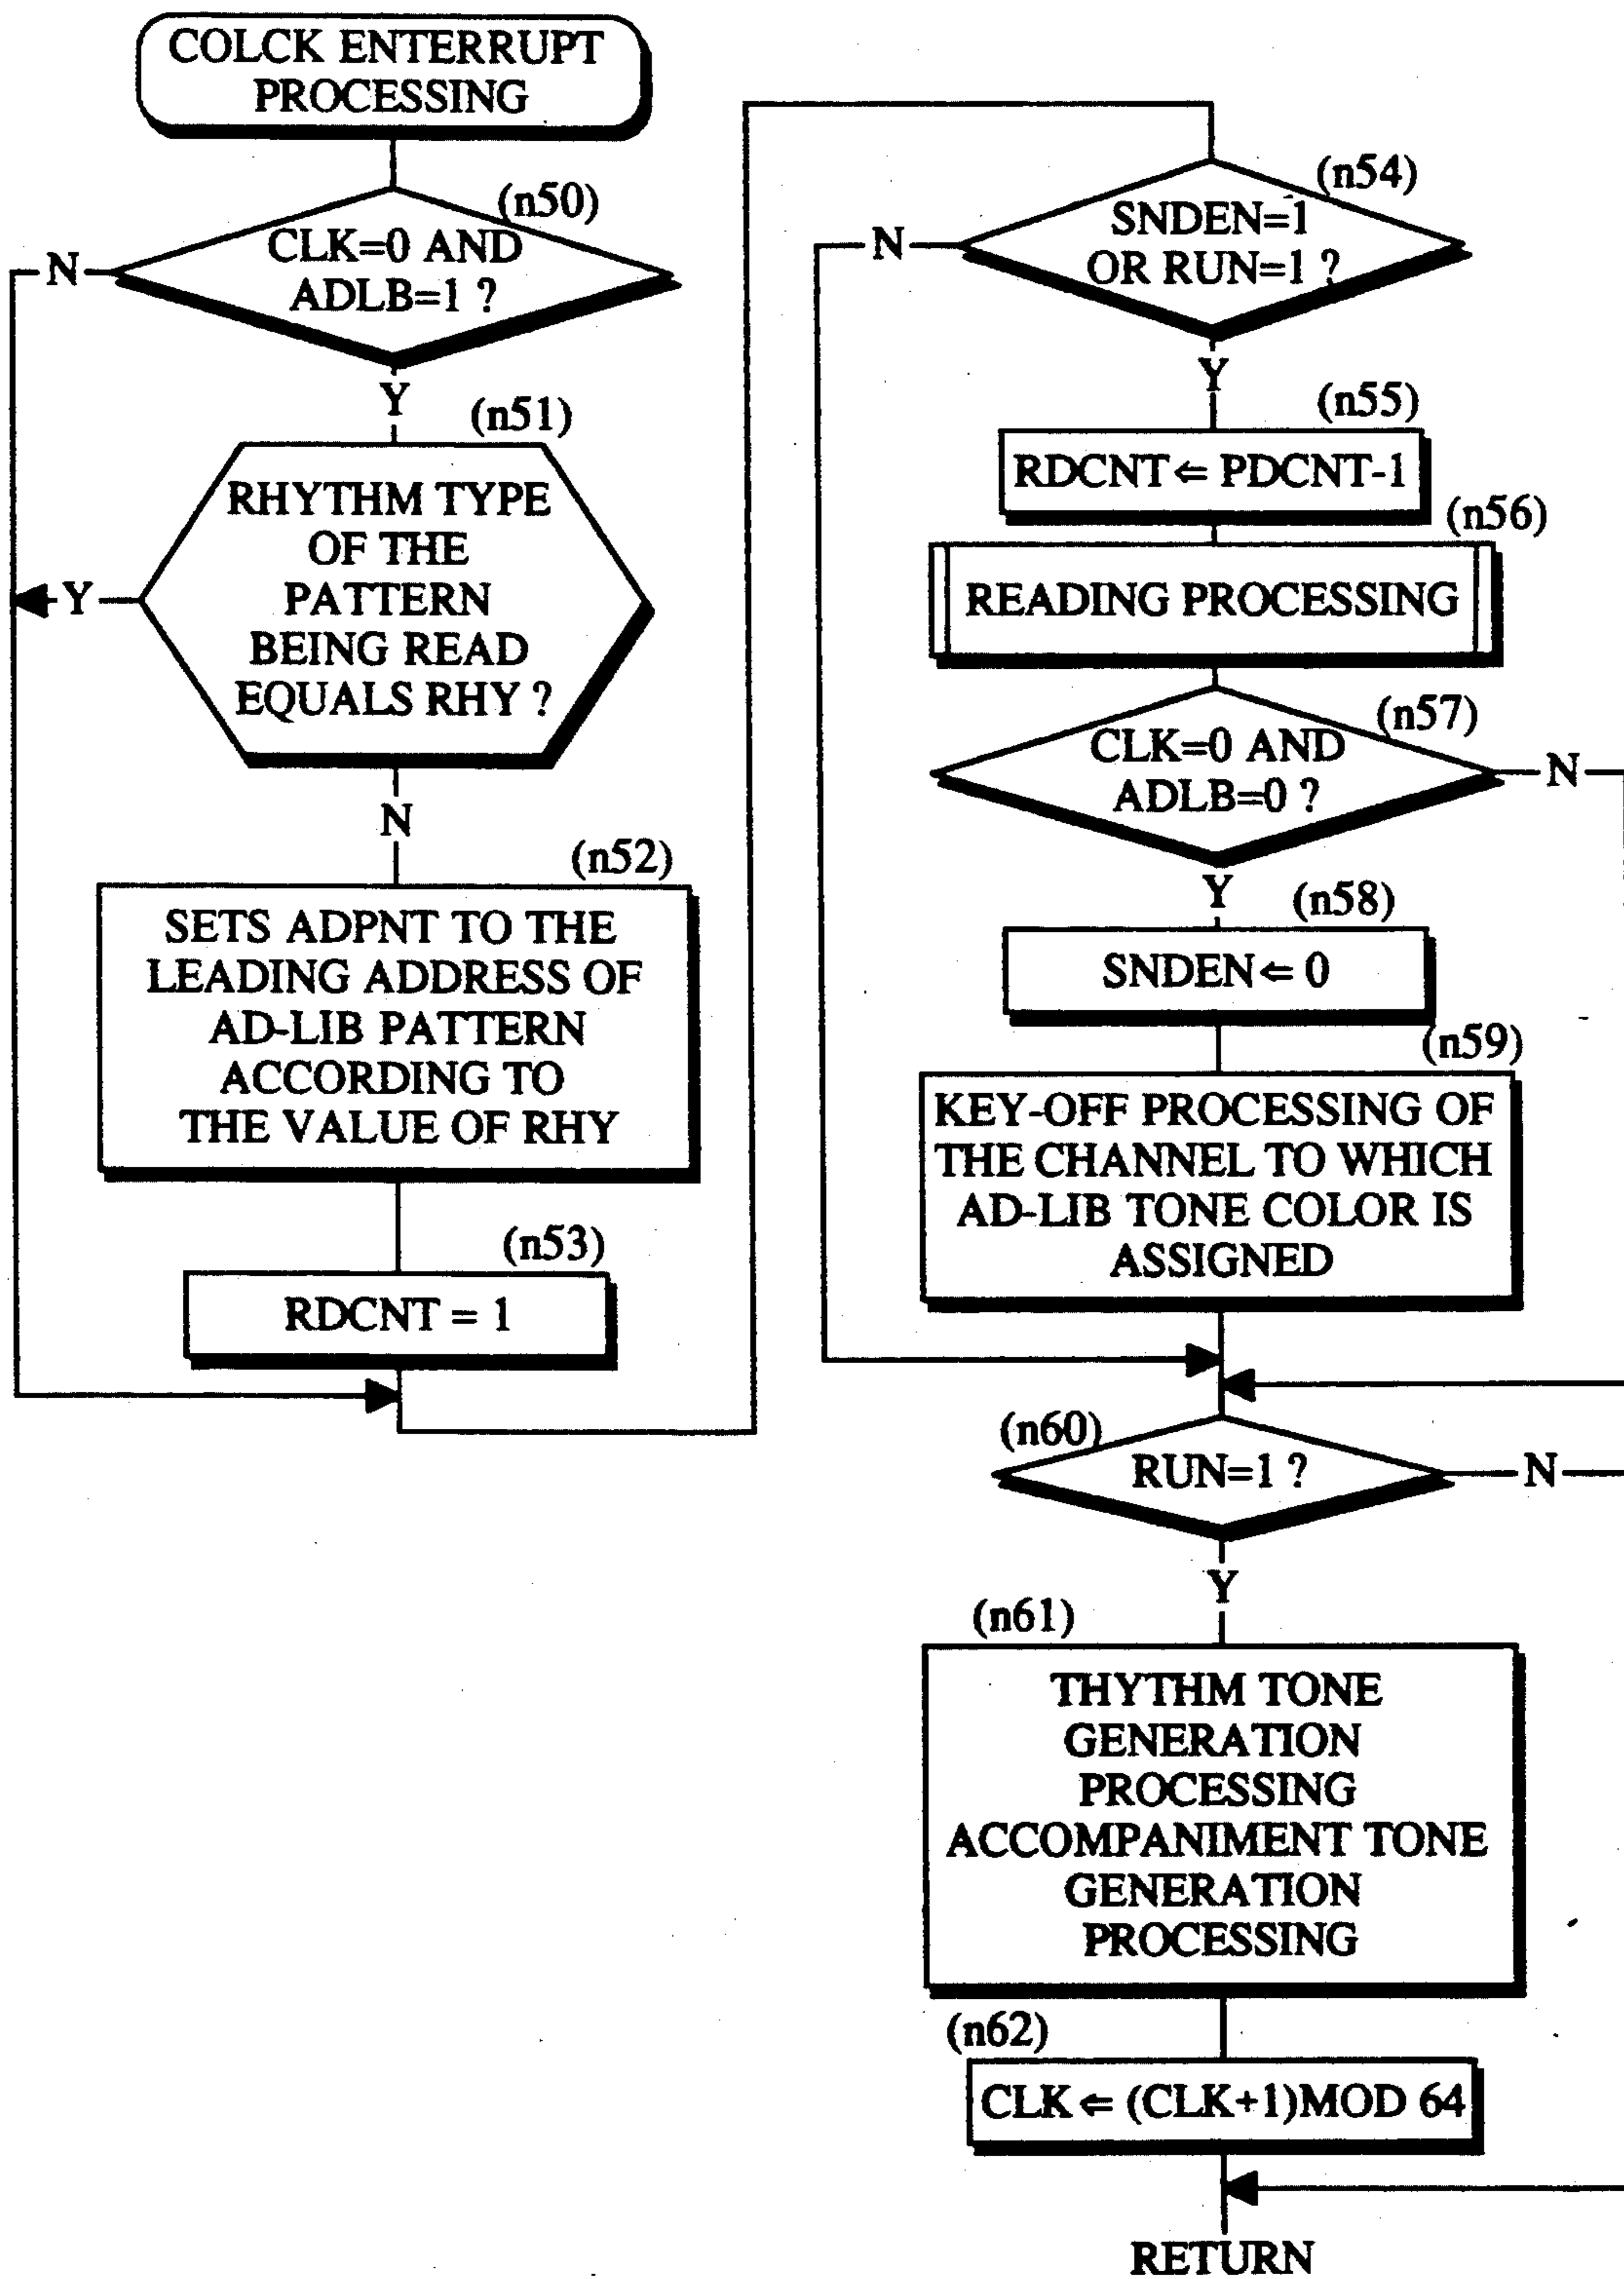 COLCK ENTERRUPT
PROCESSING
(n50)
CLK=0 AND
ADLB=1 ?
N
Y
(n51)
RHYTHM TYPE
OF THE
PATTERN
BEING READ
EQUALS RHY ?
Y
N
(n52)
SETS ADPNT TO THE
LEADING ADDRESS OF
AD-LIB PATTERN
ACCORDING TO
THE VALUE OF RHY
(n53)
RDCNT = 1
(n54)
SNDEN=1
OR RUN=1 ?
N
Y
(n55)
RDCNT ⇐ PDCNT-1
(n56)
READING PROCESSING
(n57)
CLK=0 AND
ADLB=0 ?
N
Y
(n58)
SNDEN ⇐ 0
(n59)
KEY-OFF PROCESSING OF
THE CHANNEL TO WHICH
AD-LIB TONE COLOR IS
ASSIGNED
(n60)
RUN=1 ?
N
Y
(n61)
THYTHM TONE
GENERATION
PROCESSING
ACCOMPANIMENT TONE
GENERATION
PROCESSING
(n62)
CLK ⇐ (CLK+1)MOD 64
RETURN